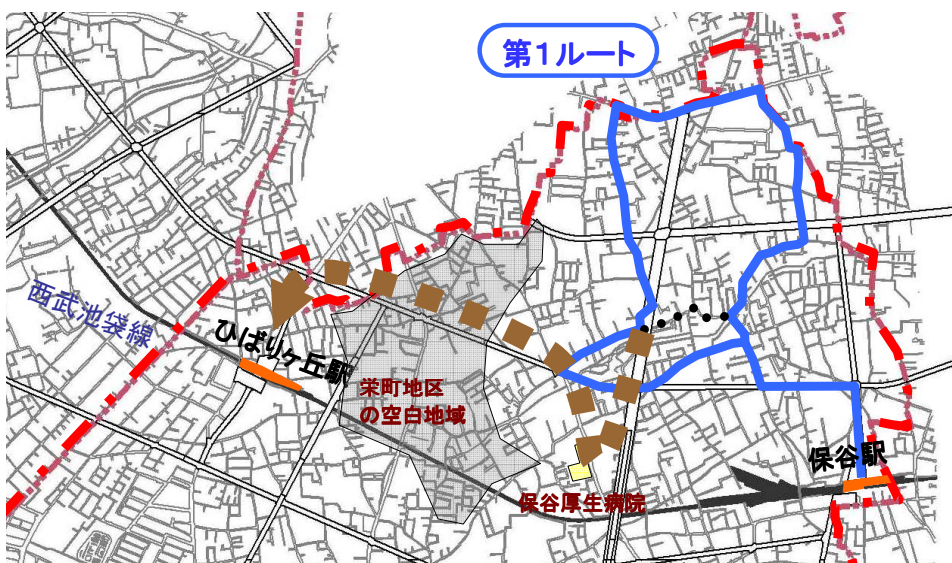 第1ルート
西武池袋線
ひばりヶ丘駅
栄町地区
の空白地域
保谷駅
保谷厚生病院